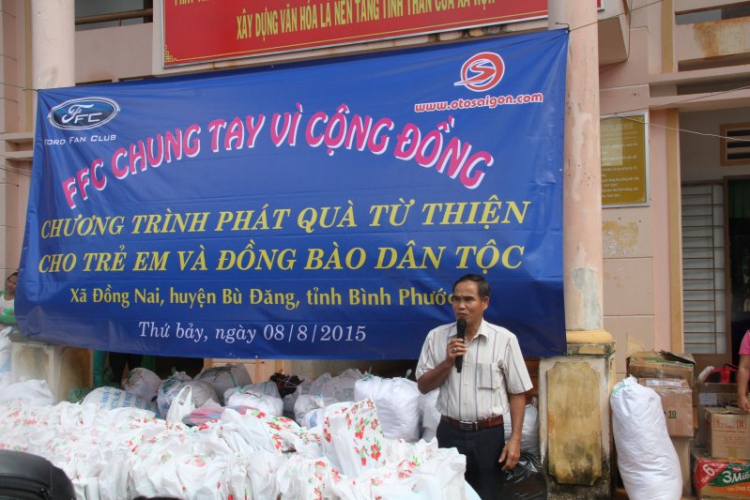 XÂY DỰNG VĂN HÓA LÀ NỀN TẢNG TINH THẦN CỦA XÃ HỘI
FFC
FORD FAN CLUB
www.otosaigon.com
FFC CHUNG TAY VÌ CỘNG ĐỒNG
CHƯƠNG TRÌNH PHÁT QUÀ TỪ THIỆN
CHO TRẺ EM VÀ ĐỒNG BÀO DÂN TỘC
Xã Đồng Nai, huyện Bù Đăng, tỉnh Bình Phước
Thứ bảy, ngày 08/8/2015